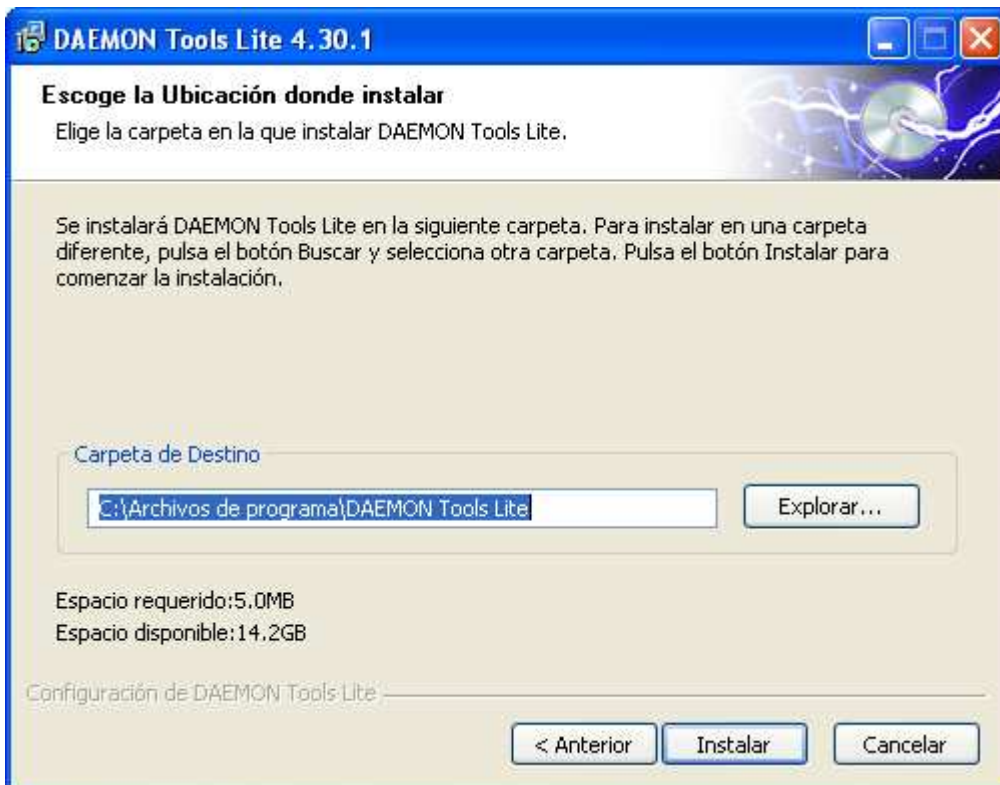 DAEMON Tools Lite 4.30.1
Escoge la Ubicación donde instalar
Elige la carpeta en la que instalar DAEMON Tools Lite.
Se instalará DAEMON Tools Lite en la siguiente carpeta. Para instalar en una carpeta
diferente, pulsa el botón Buscar y selecciona otra carpeta. Pulsa el botón Instalar para
comenzar la instalación.
Carpeta de Destino
C:\Archivos de programa\DAEMON Tools Lite
Explorar...
Espacio requerido:5.0MB
Espacio disponible:14.2GB
Configuración de DAEMON Tools Lite
< Anterior
Instalar
Cancelar